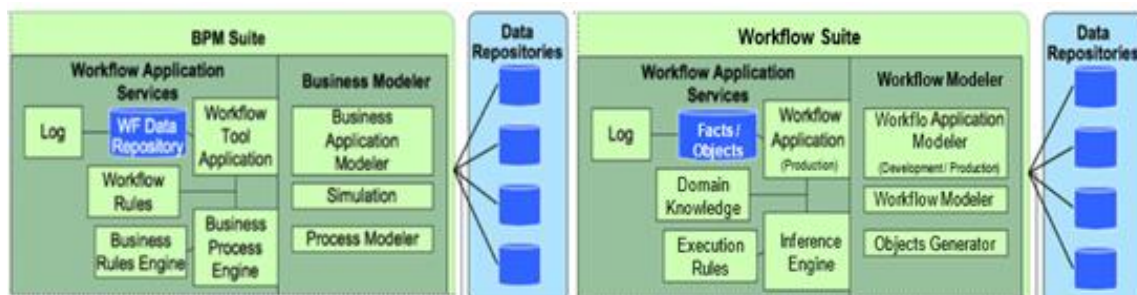 BPM Suite
Workflow Application
Services
Log
WF Data
Repository
Workflow
Tool
Application
Workflow
Rules
Business
Rules Engine
Business
Process
Engine
Business Modeler
Business
Application
Modeler
Simulation
Process Modeler
Data
Repositories
Workflow Suite
Workflow Application
Services
Log
Facts /
Objects
Workflow
Application
(Production)
Domain
Knowledge
Execution
Rules
Inference
Engine
Workflow Modeler
Workflo Application
Modeler
(Development / Production)
Workflow Modeler
Objects Generator
Data
Repositories